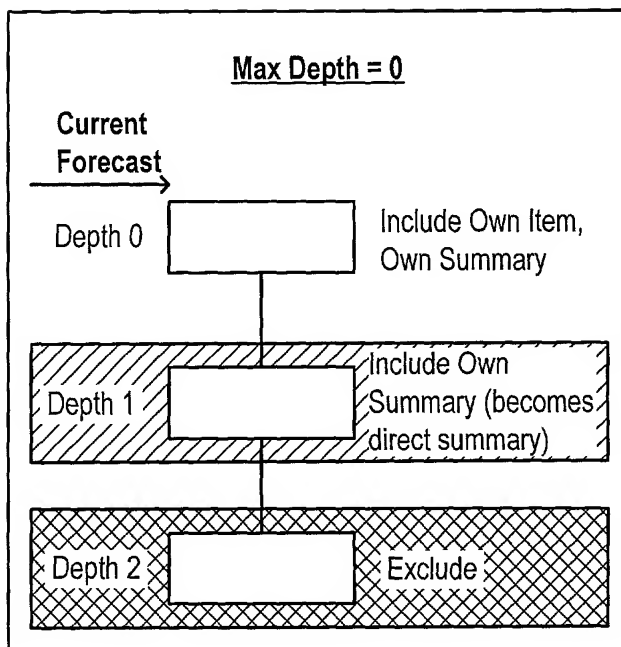 Max Depth = 0
Current
Forecast
Depth 0
Include Own Item,
Own Summary
Depth 1
Include Own
Summary (becomes
direct summary)
Depth 2
Exclude